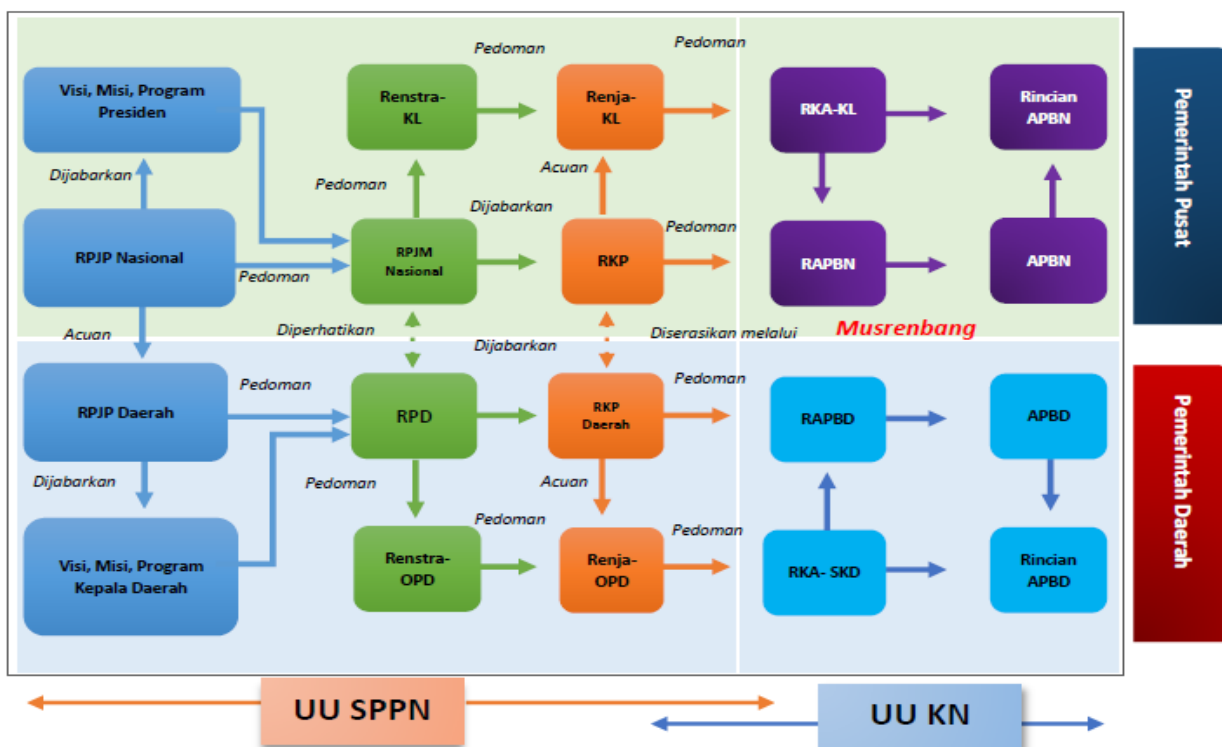 Pedoman
Pedoman
Visi, Misi, Program
Presiden
Renstra-
KL
Renja-
KL
RKA-KL
Rincian
APBN
Dijabarkan
Pedoman
Acuan
Dijabarkan
Pedoman
RPJP Nasional
Pedoman
RPJM
Nasional
RKP
RAPBN
APBN
Acuan
Diperhatikan
Dijabarkan
Diserasikan melalui
Musrenbang
Pedoman
Pedoman
RPJP Daerah
RPD
RKP
Daerah
RAPBD
APBD
Dijabarkan
Pedoman
Acuan
Pedoman
Pedoman
Visi, Misi, Program
Kepala Daerah
Renstra-
OPD
Renja-
OPD
RKA- SKD
Rincian
APBD
Pemerintah Pusat
Pemerintah Daerah
UU SPPN
UU KN